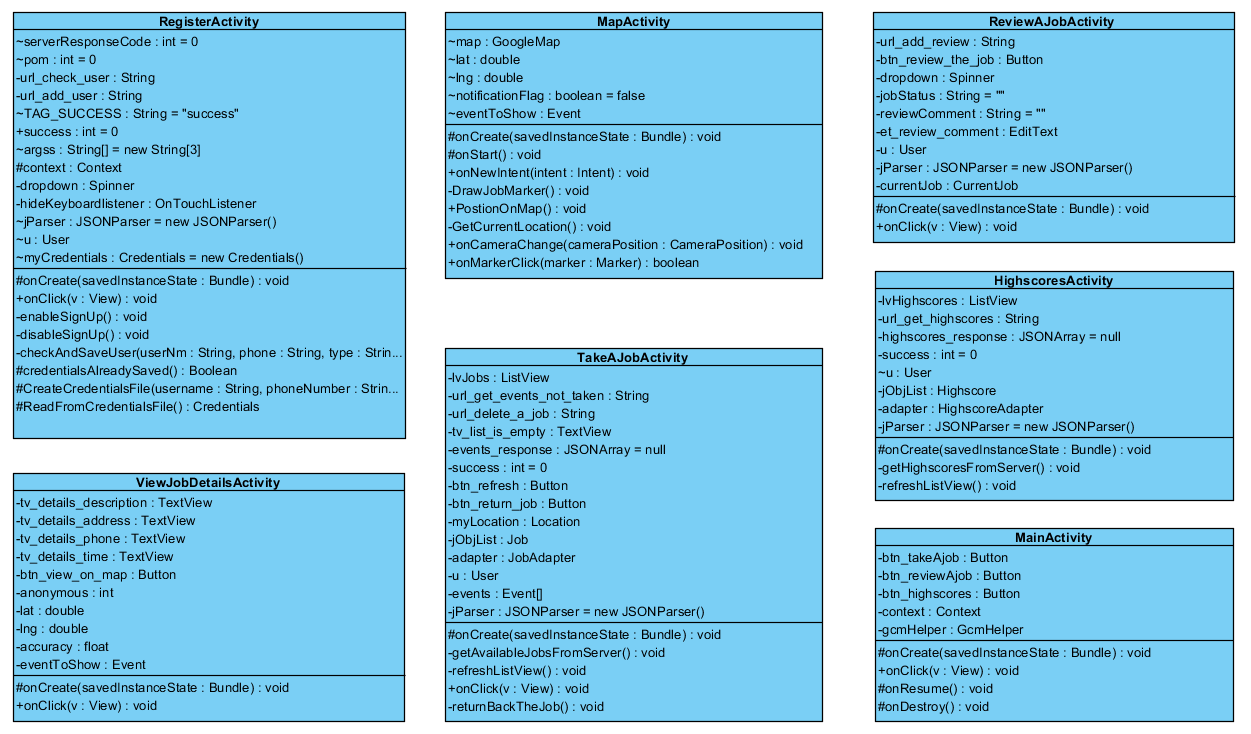 RegisterActivity
~serverResponseCode : int = 0
~pom : int = 0
-url_check_user : String
-url_add_user : String
~TAG_SUCCESS : String = "success"
+success : int = 0
~argss : String[] = new String[3]
#context : Context
-dropdown : Spinner
-hideKeyboardlistener : OnTouchListener
~jParser : JSONParser = new JSONParser()
~u : User
~myCredentials : Credentials = new Credentials()
#onCreate(savedInstanceState : Bundle) : void
+onClick(v : View) : void
-enableSignUp() : void
-disableSignUp() : void
-checkAndSaveUser(userNm : String, phone : String, type : Strin...
#credentialsAlreadySaved() : Boolean
#CreateCredentialsFile(username : String, phoneNumber : Strin...
#ReadFromCredentialsFile() : Credentials
ViewJobDetailsActivity
-tv_details_description : TextView
-tv_details_address : TextView
-tv_details_phone : TextView
-tv_details_time : TextView
-btn_view_on_map : Button
-anonymous : int
-lat : double
-lng : double
-accuracy : float
-eventToShow : Event
#onCreate(savedInstanceState : Bundle) : void
+onClick(v : View) : void
MapActivity
~map : GoogleMap
~lat : double
~lng : double
~notificationFlag : boolean = false
~eventToShow : Event
#onCreate(savedInstanceState : Bundle) : void
#onStart() : void
+onNewIntent(intent : Intent) : void
-DrawJobMarker() : void
+PostionOnMap() : void
-GetCurrentLocation() : void
+onCameraChange(cameraPosition : CameraPosition) : void
+onMarkerClick(marker : Marker) : boolean
TakeAJobActivity
-lvJobs : ListView
-url_get_events_not_taken : String
-url_delete_a_job : String
-tv_list_is_empty : TextView
-events_response : JSONArray = null
-success : int = 0
-btn_refresh : Button
-btn_return_job : Button
-myLocation : Location
-jObjList : Job
-adapter : JobAdapter
-u : User
-events : Event[]
-jParser : JSONParser = new JSONParser()
#onCreate(savedInstanceState : Bundle) : void
-getAvailableJobsFromServer() : void
-refreshListView() : void
+onClick(v : View) : void
-returnBackTheJob() : void
ReviewAJobActivity
-url_add_review : String
-btn_review_the_job : Button
-dropdown : Spinner
-jobStatus : String = ""
-reviewComment : String = ""
-et_review_comment : EditText
-u : User
-jParser : JSONParser = new JSONParser()
-currentJob : CurrentJob
#onCreate(savedInstanceState : Bundle) : void
+onClick(v : View) : void
HighscoresActivity
-lvHighscores : ListView
-url_get_highscores : String
-highscores_response : JSONArray = null
-success : int = 0
~u : User
-jObjList : Highscore
-adapter : HighscoreAdapter
-jParser : JSONParser = new JSONParser()
#onCreate(savedInstanceState : Bundle) : void
-getHighscoresFromServer() : void
-refreshListView() : void
MainActivity
-btn_takeAjob : Button
-btn_reviewAjob : Button
-btn_highscores : Button
-context : Context
-gcmHelper : GcmHelper
#onCreate(savedInstanceState : Bundle) : void
+onClick(v : View) : void
#onResume() : void
#onDestroy() : void